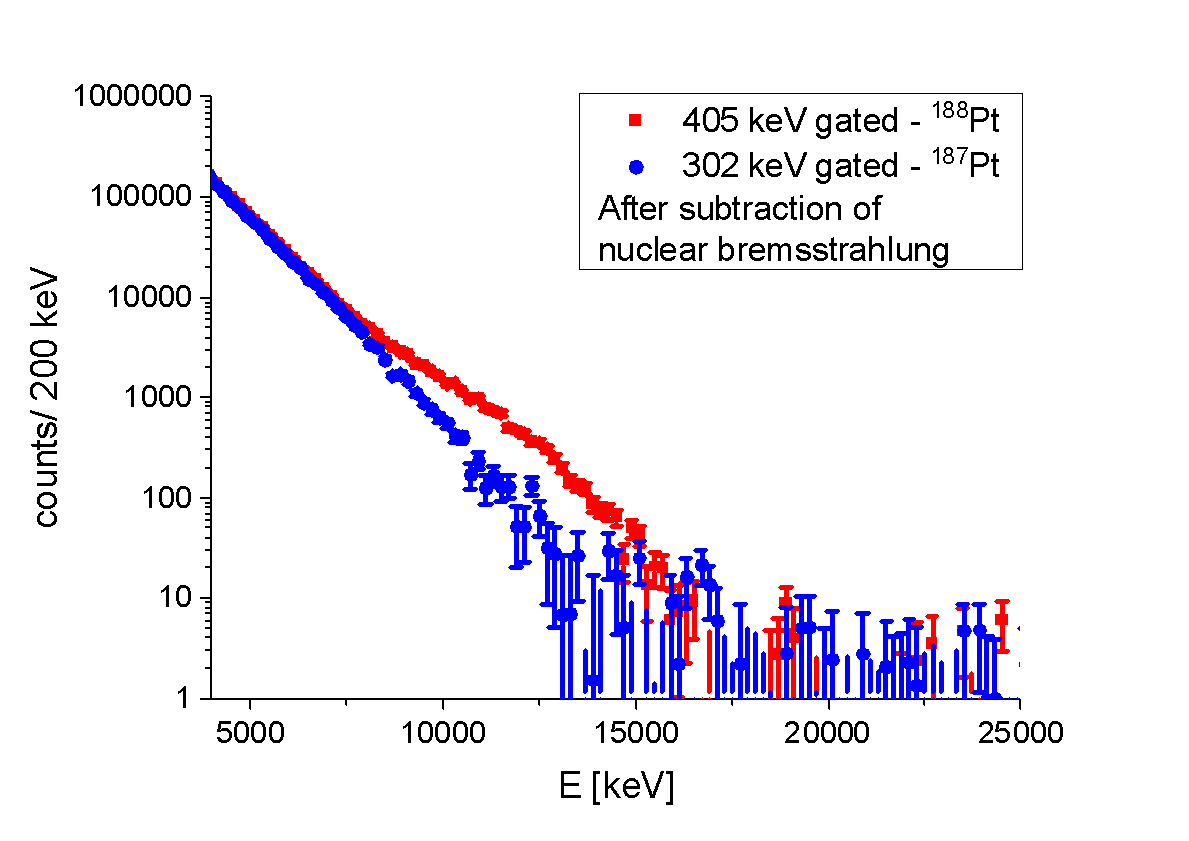 1000000
100000
10000
1000
100
10
1
counts/ 200 keV
405 keV gated - ¹⁸⁸Pt
302 keV gated - ¹⁸⁷Pt
After subtraction of
nuclear bremsstrahlung
5000 10000 15000 20000 25000
E [keV]